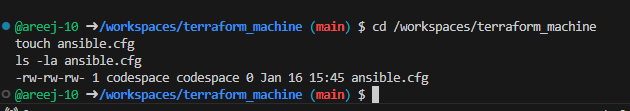 @areej-10 ➜/workspaces/terraform_machine (main) $ cd /workspaces/terraform_machine
touch ansible.cfg
ls -la ansible.cfg
-rw-rw-rw- 1 codespace codespace 0 Jan 16 15:45 ansible.cfg
@areej-10 ➜/workspaces/terraform_machine (main) $